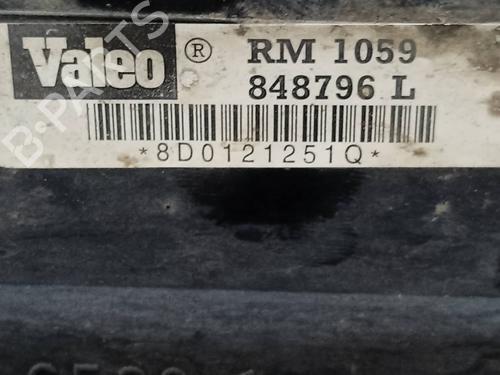 Valeo ® RM 1059
848796 L
*8D0121251Q*
B-PARTS